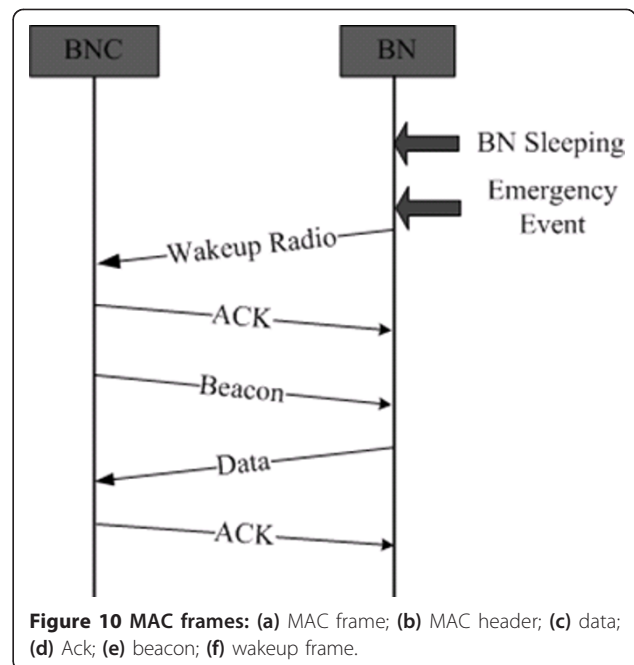 BNC
BN
BN Sleeping
Emergency
Event
Wakeup Radio
ACK
Beacon
Data
ACK
Figure 10 MAC frames: (a) MAC frame; (b) MAC header; (c) data;
(d) Ack; (e) beacon; (f) wakeup frame.